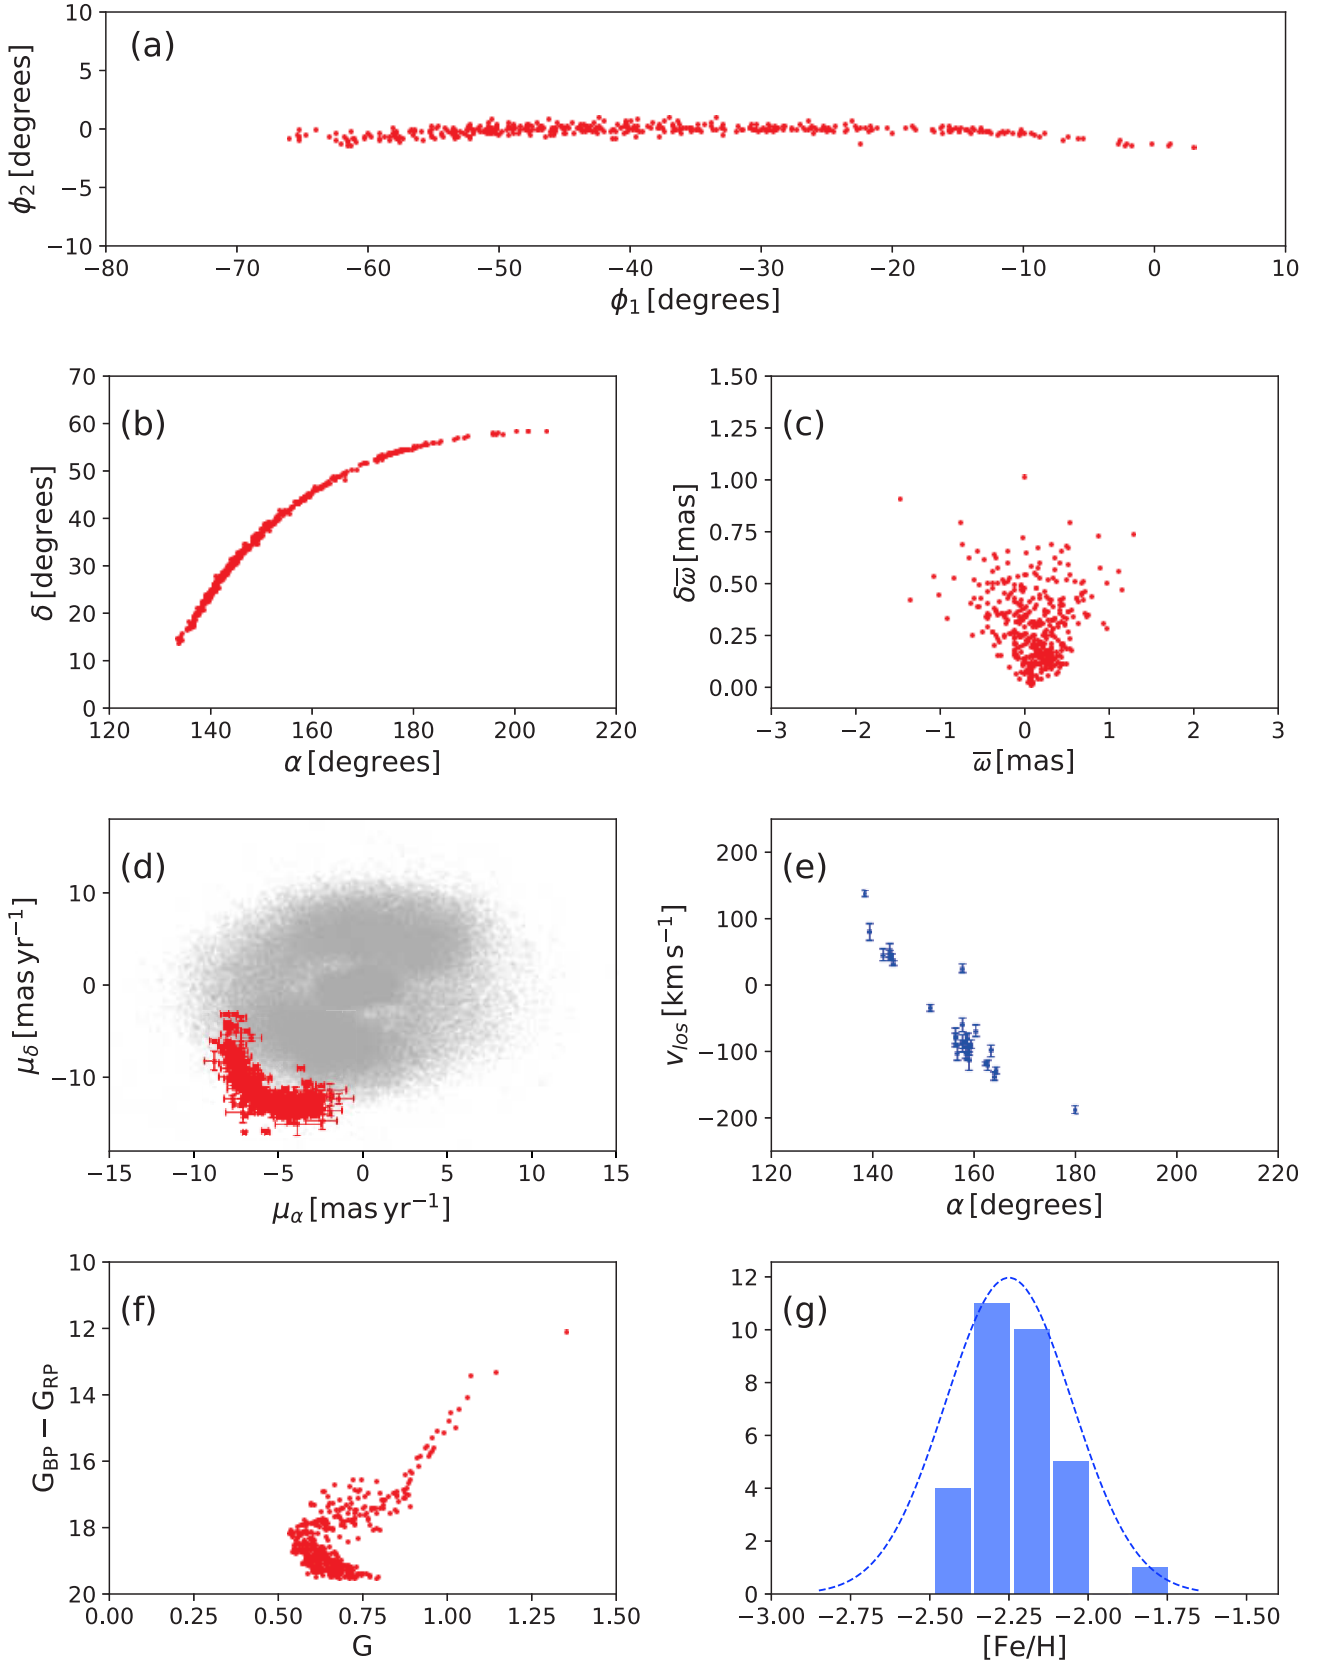 (a)
10
5
0
−5
−10
ϕ₂ [degrees]
−80 −70 −60 −50 −40 −30 −20 −10 0 10
ϕ₁ [degrees]
(b)
70
60
50
40
30
20
10
0
δ [degrees]
120 140 160 180 200 220
α [degrees]
(c)
1.50
1.25
1.00
0.75
0.50
0.25
0.00
δϖ̅ [mas]
−3 −2 −1 0 1 2 3
ϖ̅ [mas]
(d)
10
0
−10
μ_δ [mas yr⁻¹]
−15 −10 −5 0 5 10 15
μ_α [mas yr⁻¹]
(e)
200
100
0
−100
−200
v_los [km s⁻¹]
120 140 160 180 200 220
α [degrees]
(f)
10
12
14
16
18
20
G_BP − G_RP
0.00 0.25 0.50 0.75 1.00 1.25 1.50
G
(g)
12
10
8
6
4
2
0
−3.00 −2.75 −2.50 −2.25 −2.00 −1.75 −1.50
[Fe/H]